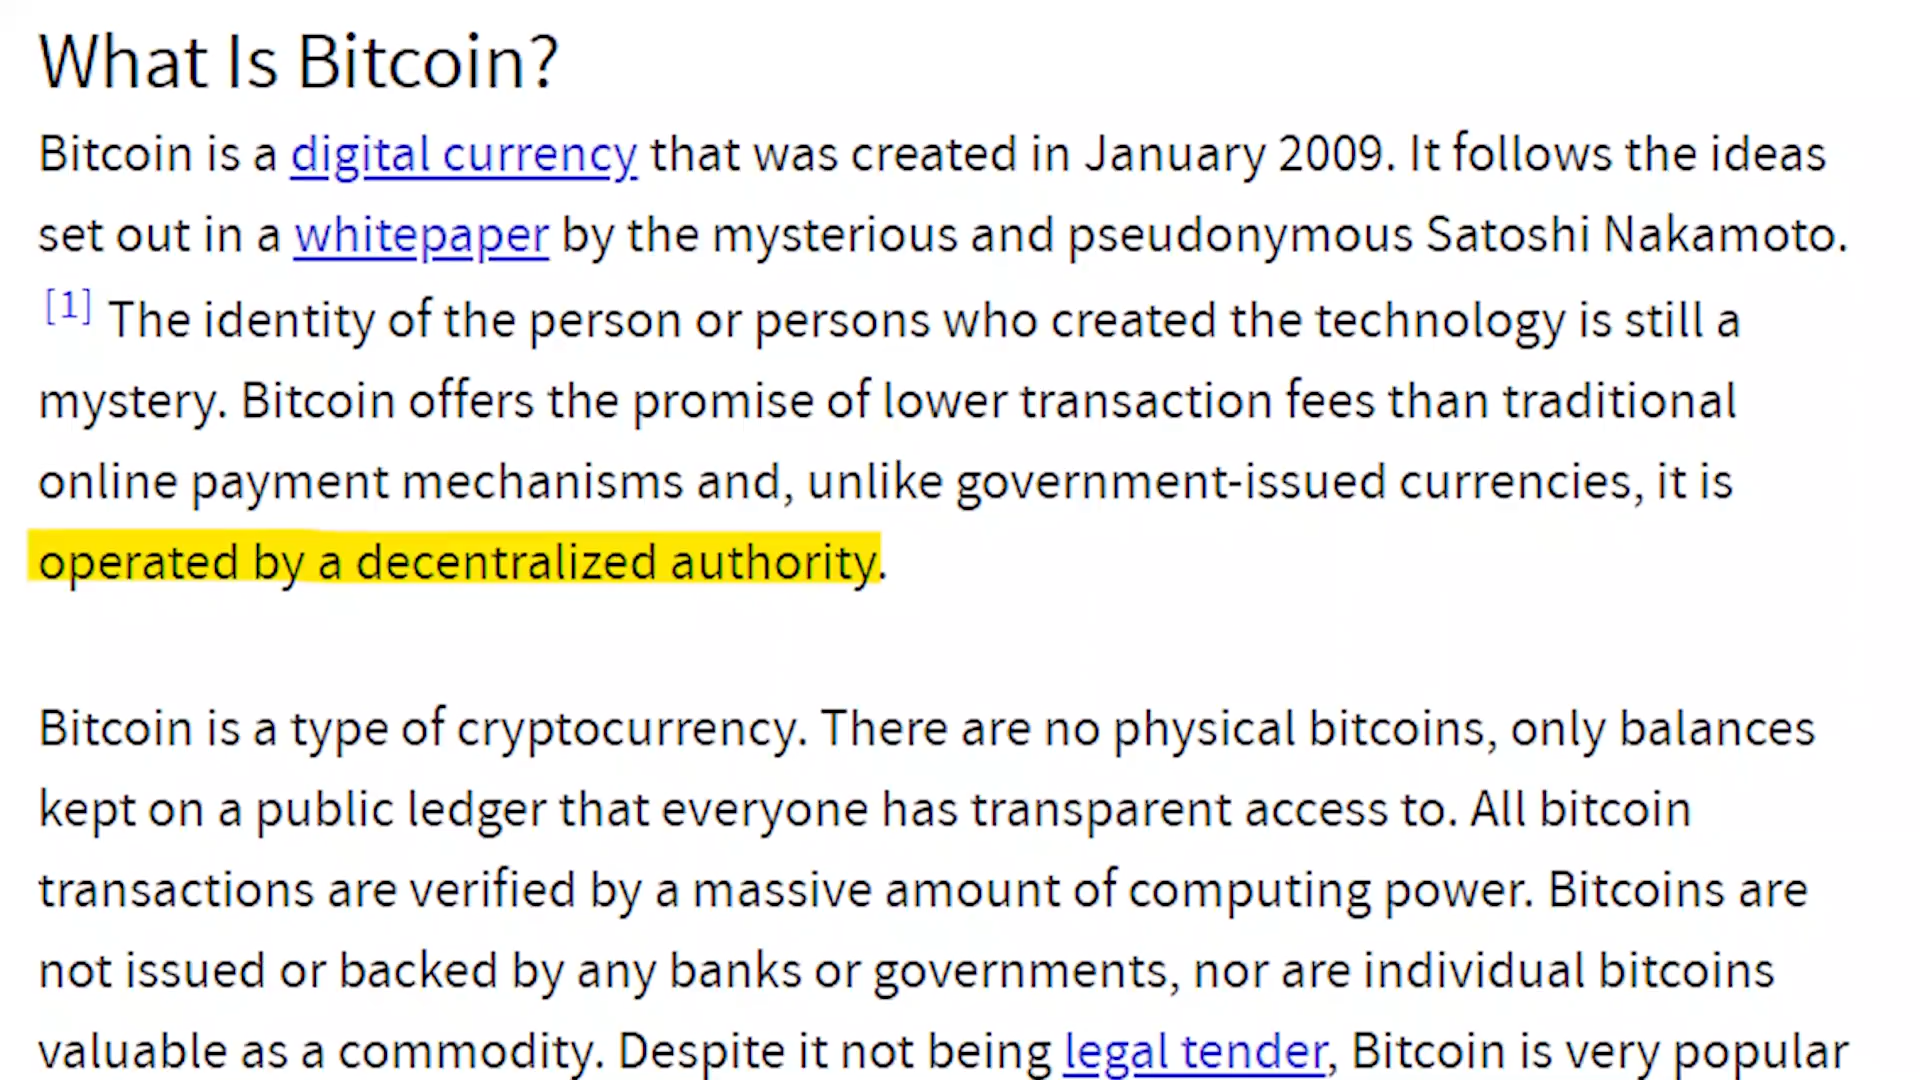 What Is Bitcoin?
Bitcoin is a digital currency that was created in January 2009. It follows the ideas
set out in a whitepaper by the mysterious and pseudonymous Satoshi Nakamoto.
[1] The identity of the person or persons who created the technology is still a
mystery. Bitcoin offers the promise of lower transaction fees than traditional
online payment mechanisms and, unlike government-issued currencies, it is
operated by a decentralized authority.
Bitcoin is a type of cryptocurrency. There are no physical bitcoins, only balances
kept on a public ledger that everyone has transparent access to. All bitcoin
transactions are verified by a massive amount of computing power. Bitcoins are
not issued or backed by any banks or governments, nor are individual bitcoins
valuable as a commodity. Despite it not being legal tender, Bitcoin is very popular